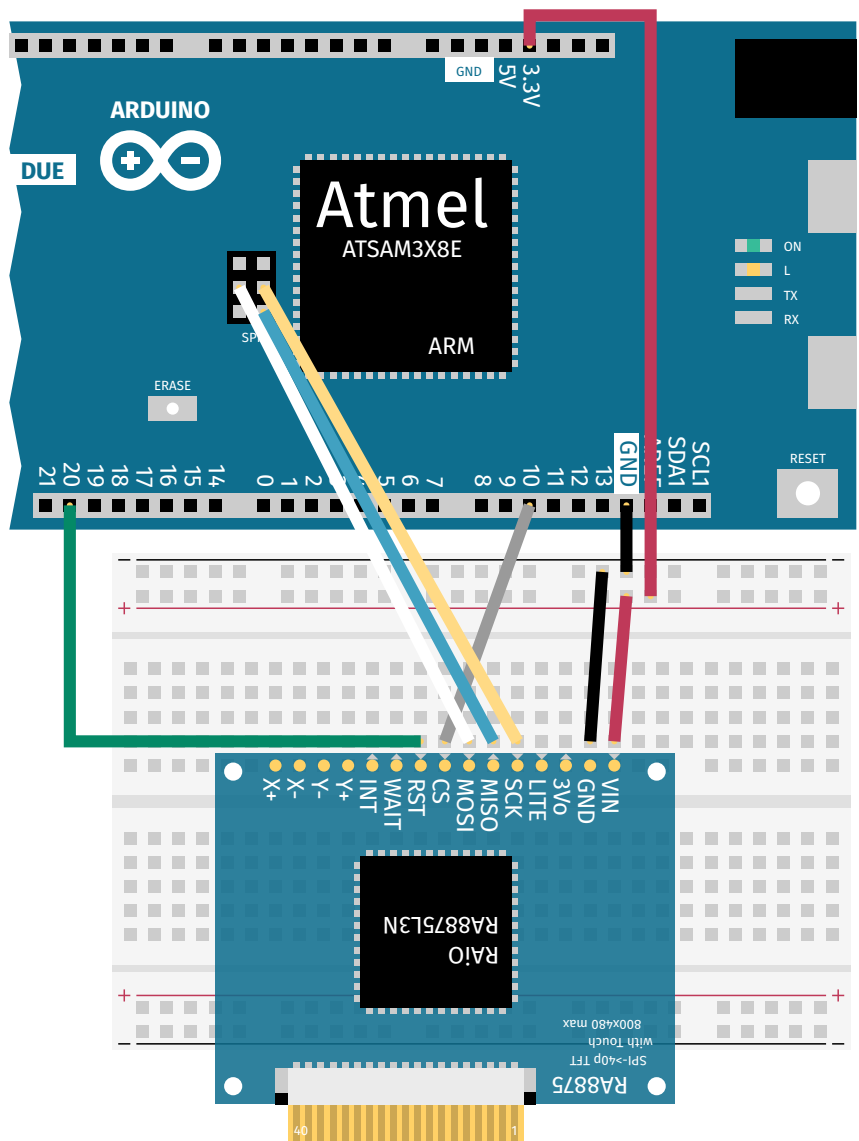 GND
5V
3.3V
ARDUINO
DUE
Atmel
ATSAM3X8E
ARM
ON
L
TX
RX
ERASE
RESET
21
20
19
18
17
16
15
14
0
1
2
5
6
7
8
9
10
11
12
13
GND
SDA1
SCL1
X+
X-
Y-
Y+
INT
WAIT
RST
CS
MOSI
MISO
SCK
LITE
3Vo
GND
VIN
RAiO
RA8875L3N
RA8875
SPI->40p TFT
with Touch
800x480 max
40
1